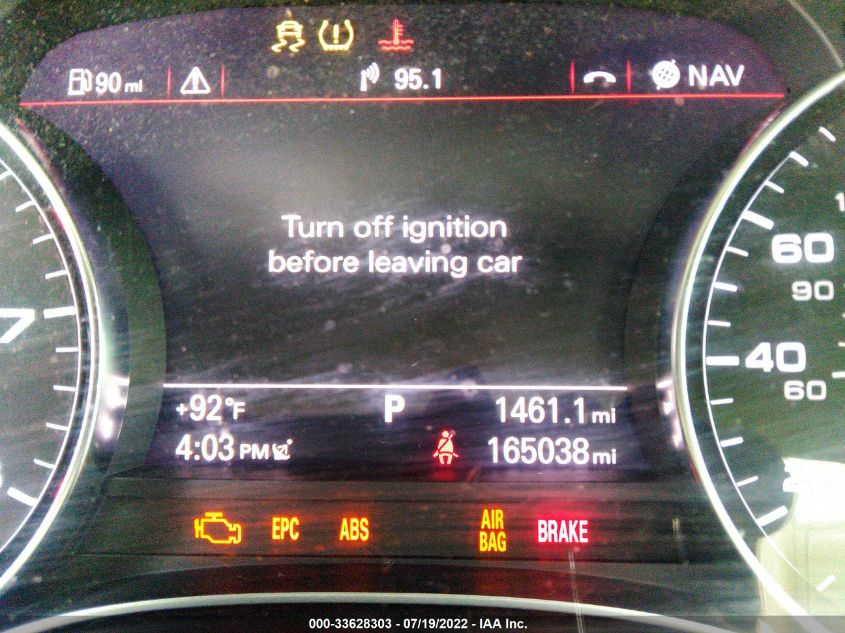 90 mi
95.1
NAV
Turn off ignition
before leaving car
+92°F P 1461.1 mi
4:03 PM 165038 mi
EPC ABS AIR BAG BRAKE
7
60
90
40
60
000-33628303 - 07/19/2022 - IAA Inc.